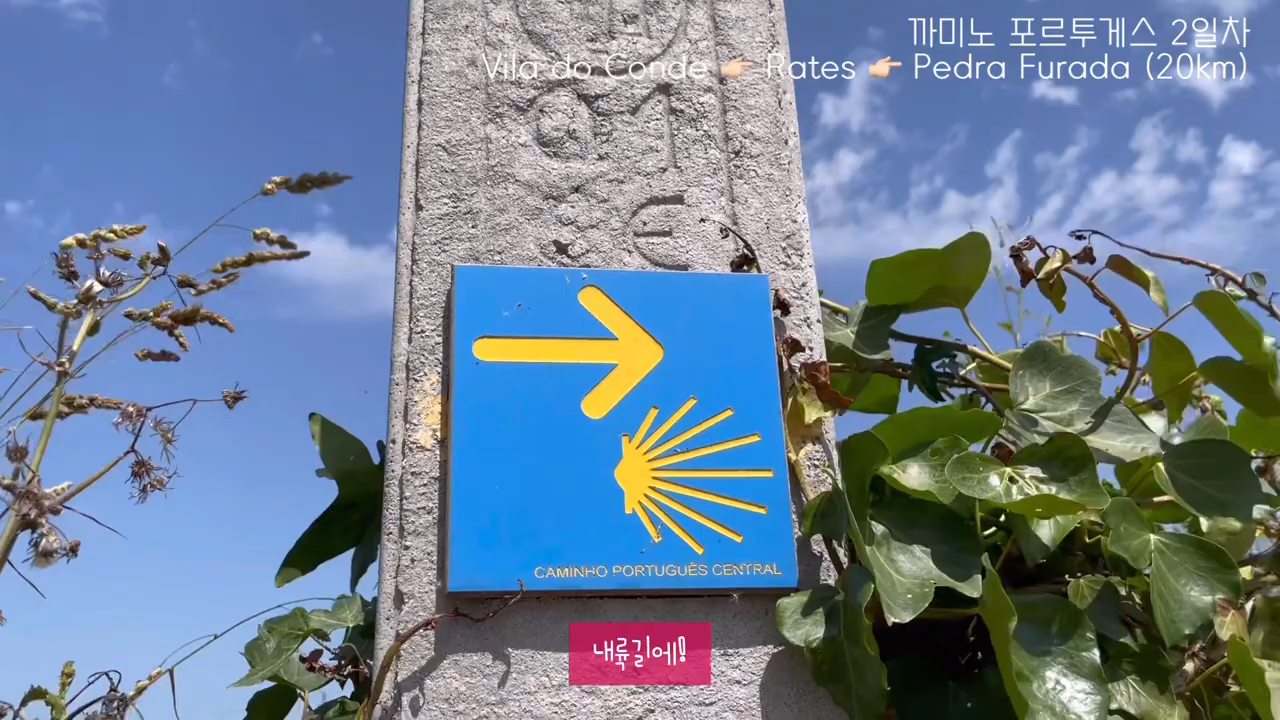 까미노 포르투게스 2일차
Vila do Conde 👉🏼 Rates 👉🏼 Pedra Furada (20km)
CAMINHO PORTUGUÊS CENTRAL
내륙길에!